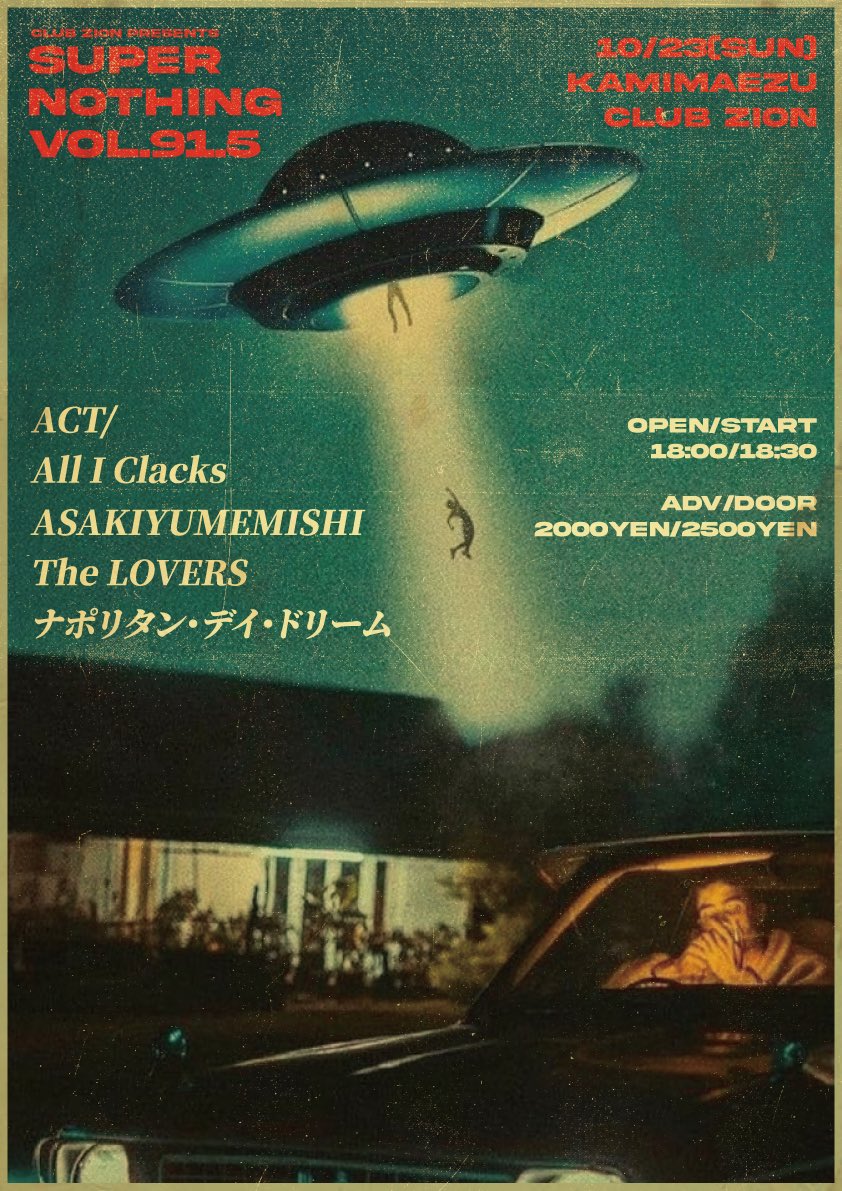 CLUB ZION PRESENTS
SUPER
NOTHING
VOL.91.5
10/23(SUN)
KAMIMAEZU
CLUB ZION
ACT/
All I Clacks
ASAKIYUMEMISHI
The LOVERS
ナポリタン・デイ・ドリーム
OPEN/START
18:00/18:30
ADV/DOOR
2000YEN/2500YEN